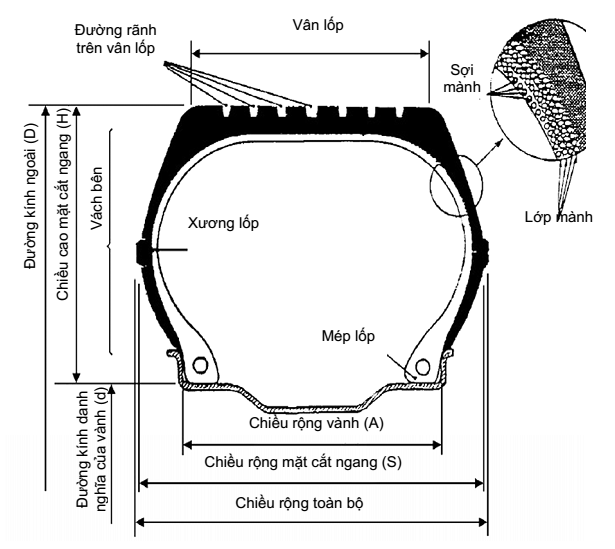 Đường rãnh
trên vân lốp
Vân lốp
Sợi
mành
Lớp mành
Đường kính ngoài (D)
Chiều cao mặt cắt ngang (H)
Vách bên
Xương lốp
Mép lốp
Đường kính danh
nghĩa của vành (d)
Chiều rộng vành (A)
Chiều rộng mặt cắt ngang (S)
Chiều rộng toàn bộ